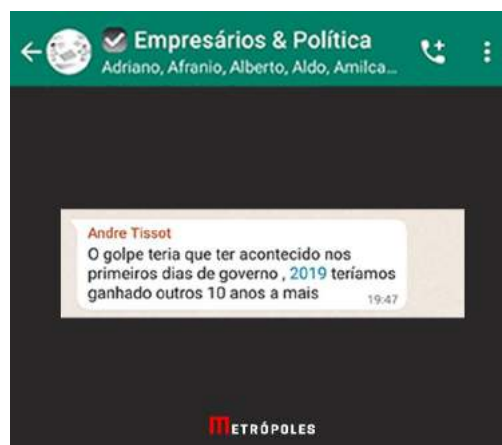 Empresários & Política
Adriano, Afranio, Alberto, Aldo, Amilca...
Andre Tissot
O golpe teria que ter acontecido nos
primeiros dias de governo , 2019 teríamos
ganhado outros 10 anos a mais
19:47
METRÓPOLES